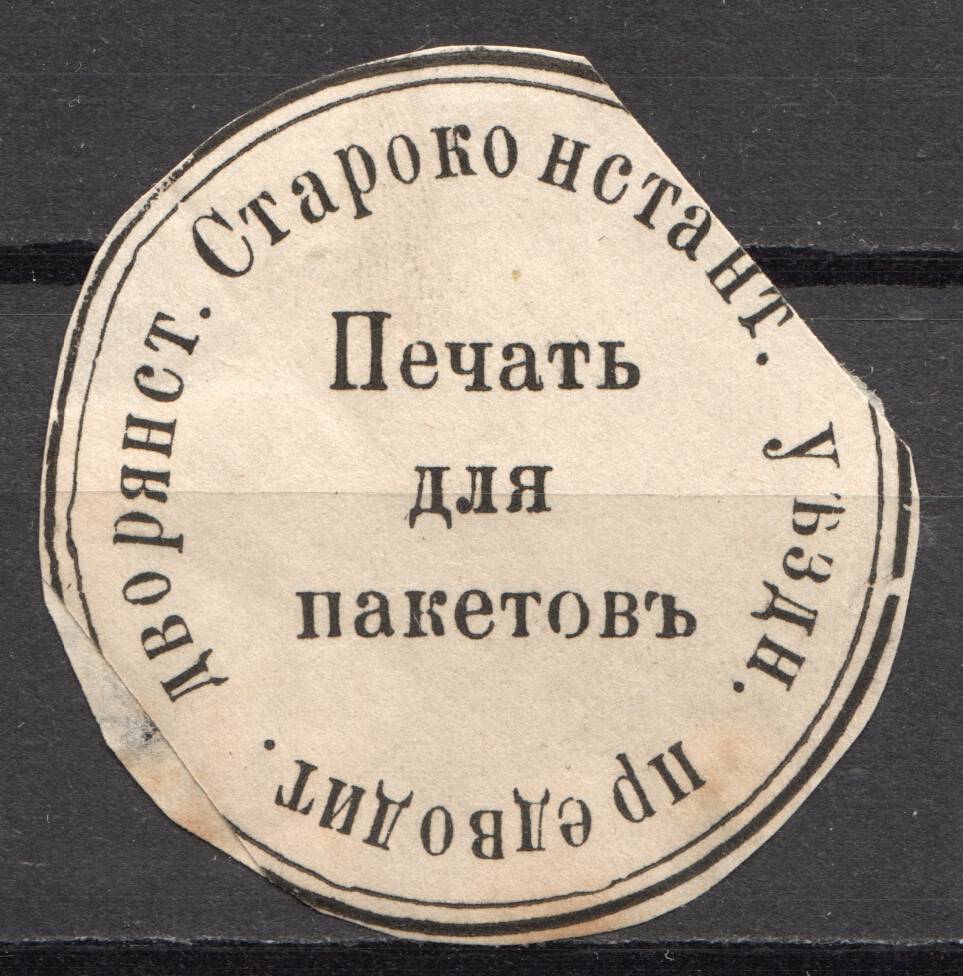 Староконстант. Уѣздн. предводит. дворянст.
Печать
для
пакетовъ